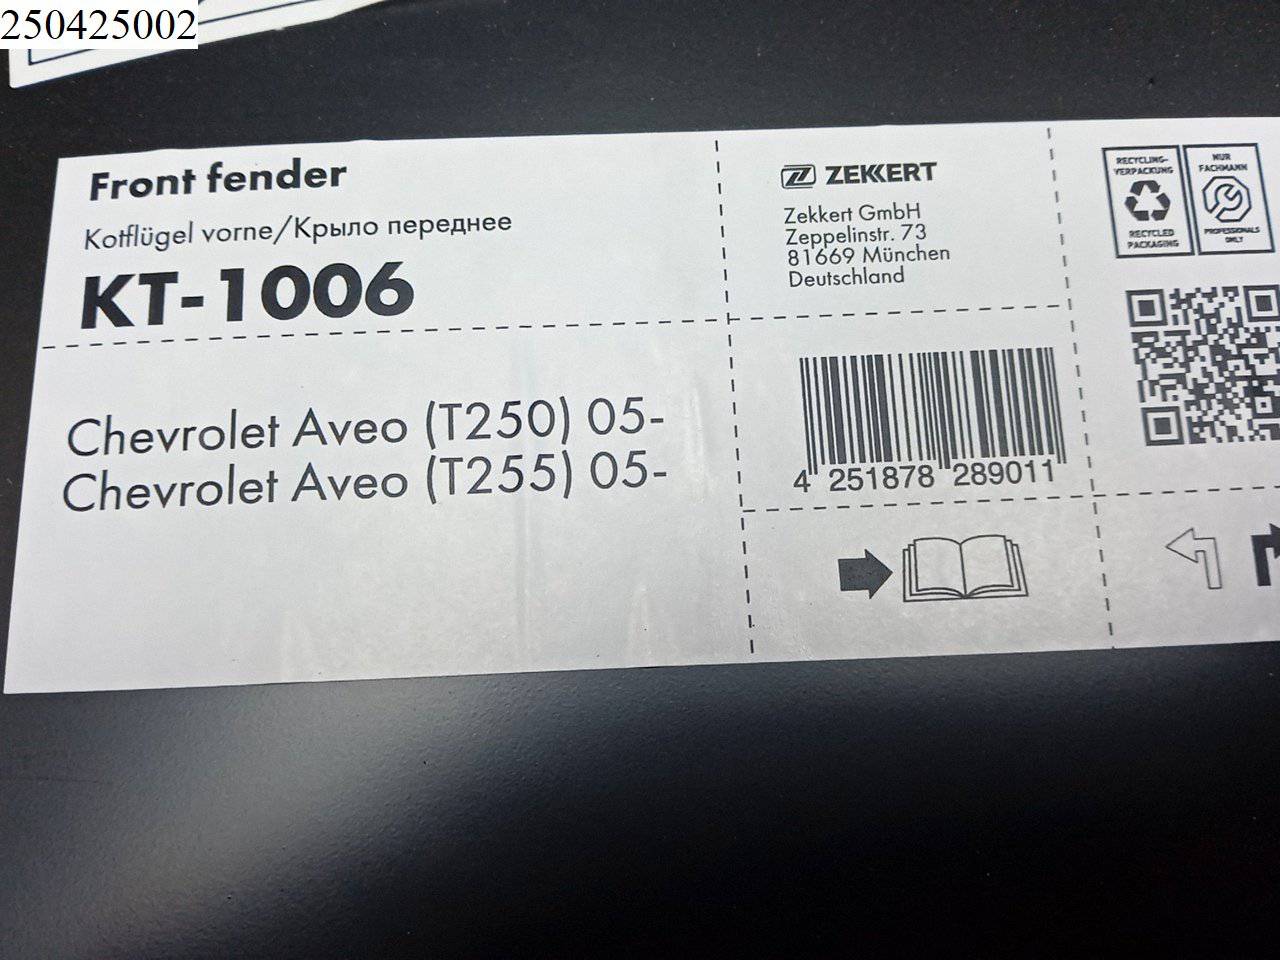 250425002
Front fender
Kotflügel vorne/Крыло переднее
KT-1006
Chevrolet Aveo (T250) 05-
Chevrolet Aveo (T255) 05-
ZEKKERT
Zekkert GmbH
Zeppelinstr. 73
81669 München
Deutschland
4 251878 289011
RECYCLING-
VERPACKUNG
RECYCLED
PACKAGING
NUR
FACHMANN
PROFESSIONALS
ONLY